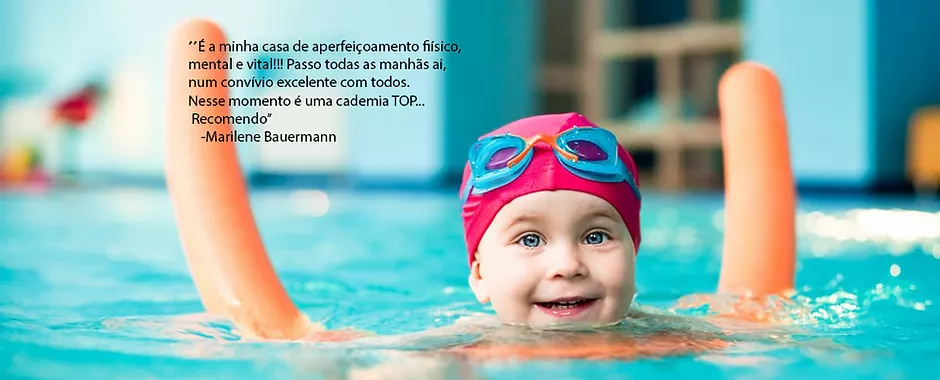 ´´É a minha casa de aperfeiçoamento fiísico,
mental e vital!!! Passo todas as manhãs ai,
num convívio excelente com todos.
Nesse momento é uma cademia TOP...
Recomendo”
-Marilene Bauermann